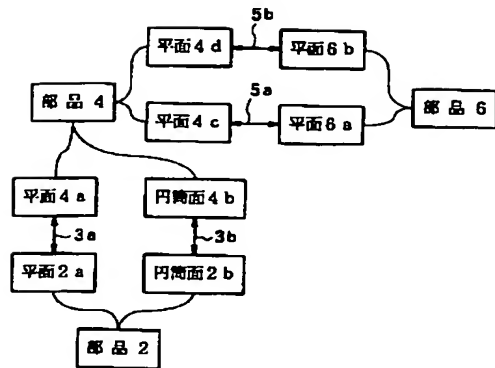 5b
平面4d
平面6b
部品4
5a
部品6
平面4c
平面6a
平面4a
円筒面4b
3a
3b
平面2a
円筒面2b
部品2